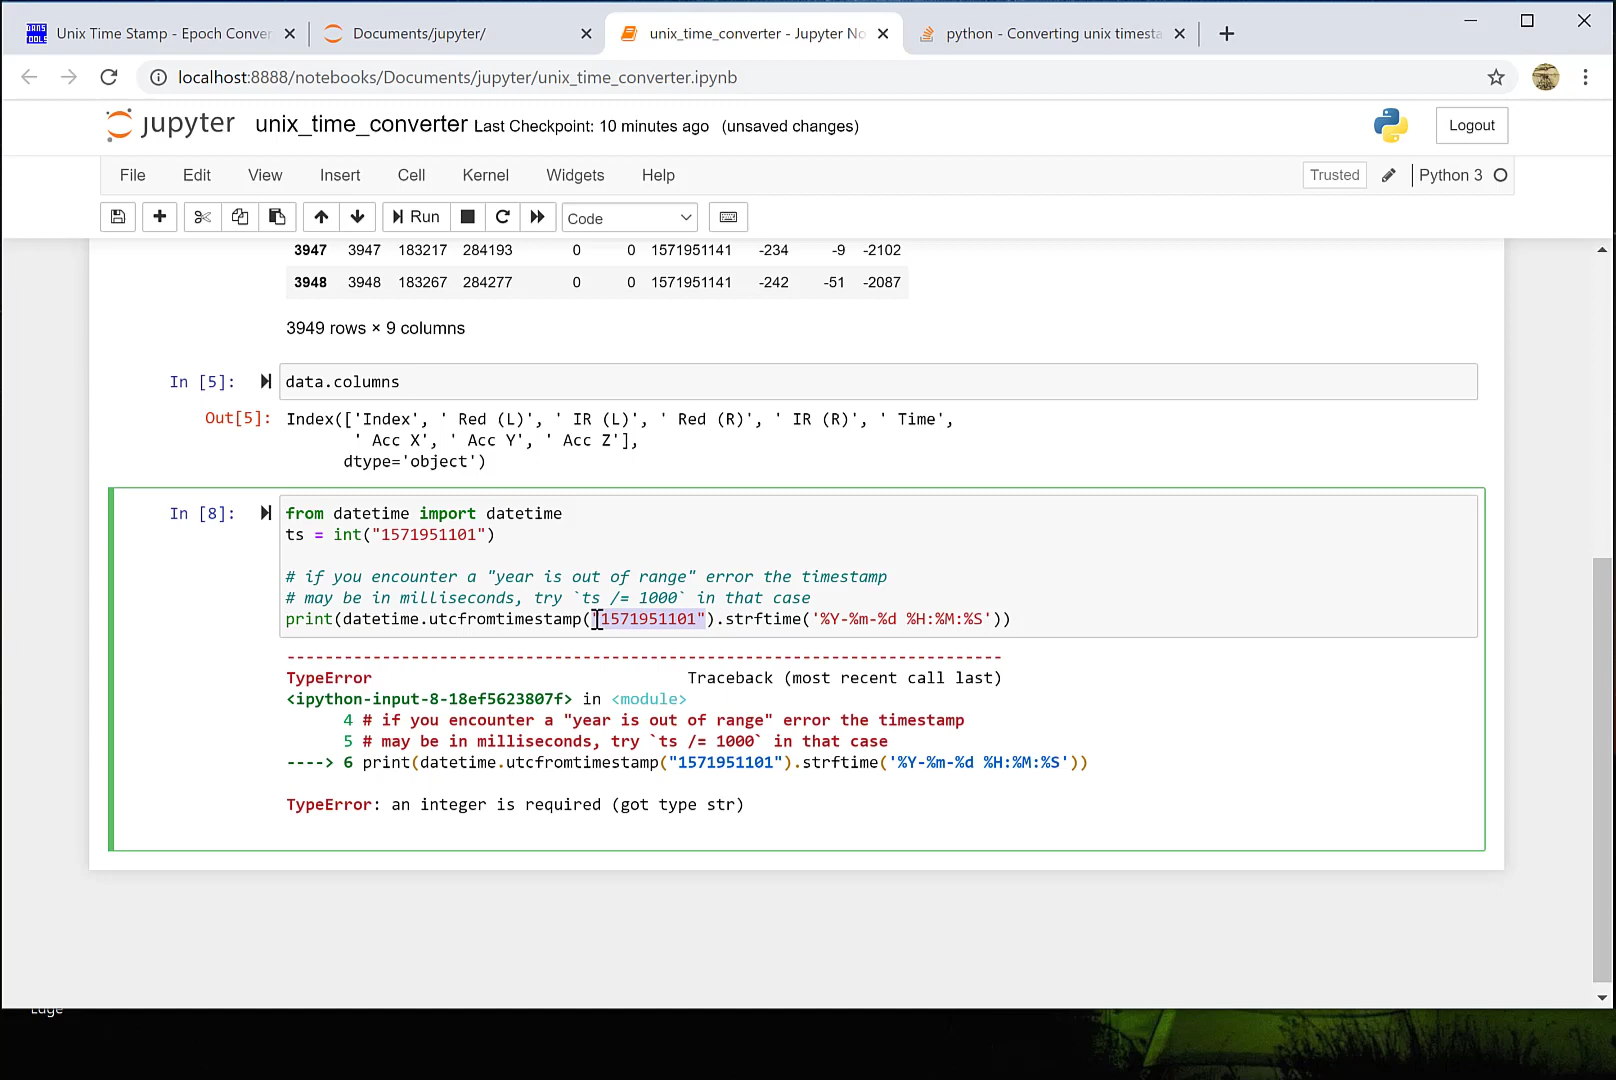 DANS TOOLS Unix Time Stamp - Epoch Conver
Documents/jupyter/
unix_time_converter - Jupyter No
python - Converting unix timesta
localhost:8888/notebooks/Documents/jupyter/unix_time_converter.ipynb
jupyter unix_time_converter Last Checkpoint: 10 minutes ago (unsaved changes)
Logout
File Edit View Insert Cell Kernel Widgets Help
Trusted Python 3
Run Code
3947 3947 183217 284193 0 0 1571951141 -234 -9 -2102
3948 3948 183267 284277 0 0 1571951141 -242 -51 -2087
3949 rows × 9 columns
In [5]: data.columns
Out[5]: Index(['Index', ' Red (L)', ' IR (L)', ' Red (R)', ' IR (R)', ' Time',
' Acc X', ' Acc Y', ' Acc Z'],
dtype='object')
In [8]: from datetime import datetime
ts = int("1571951101")
# if you encounter a "year is out of range" error the timestamp
# may be in milliseconds, try `ts /= 1000` in that case
print(datetime.utcfromtimestamp("1571951101").strftime('%Y-%m-%d %H:%M:%S'))
---------------------------------------------------------------------------
TypeError Traceback (most recent call last)
<ipython-input-8-18ef5623807f> in <module>
4 # if you encounter a "year is out of range" error the timestamp
5 # may be in milliseconds, try `ts /= 1000` in that case
----> 6 print(datetime.utcfromtimestamp("1571951101").strftime('%Y-%m-%d %H:%M:%S'))
TypeError: an integer is required (got type str)
Edge